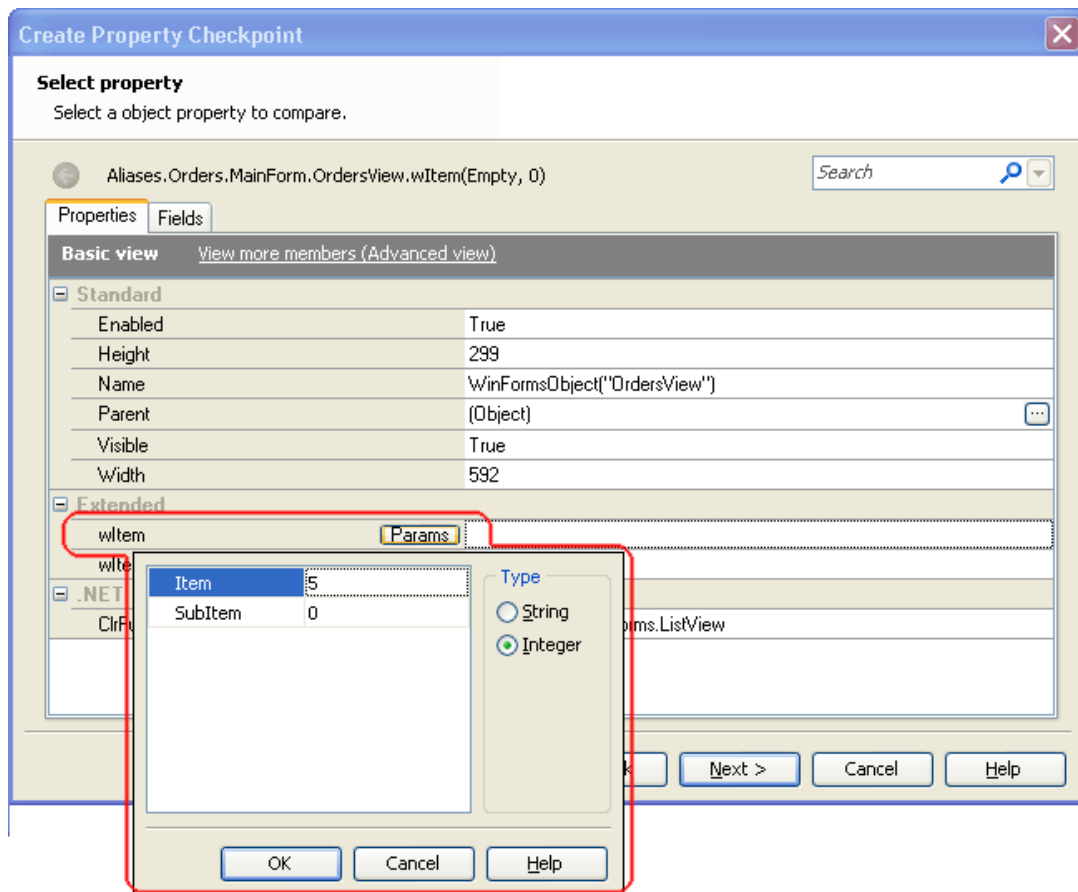 Create Property Checkpoint
Select property
Select a object property to compare.
Aliases.Orders.MainForm.OrdersView.wItem(Empty, 0)
Search
Properties
Fields
Basic view View more members (Advanced view)
Standard
Enabled True
Height 299
Name WinFormsObject("OrdersView")
Parent (Object)
Visible True
Width 592
Extended
wItem Params
Item 5
SubItem 0
Type
String
Integer
.NET
ListView
Next >
Cancel
Help
OK
Cancel
Help